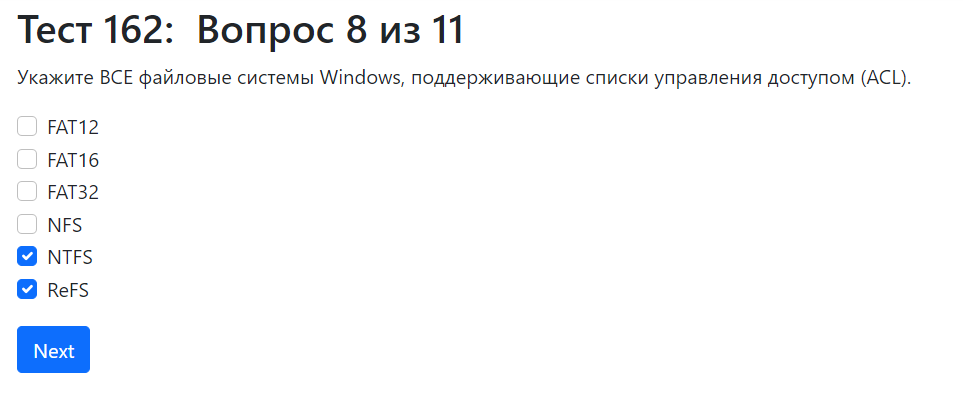 Тест 162: Вопрос 8 из 11
Укажите ВСЕ файловые системы Windows, поддерживающие списки управления доступом (ACL).
FAT12
FAT16
FAT32
NFS
NTFS
ReFS
Next